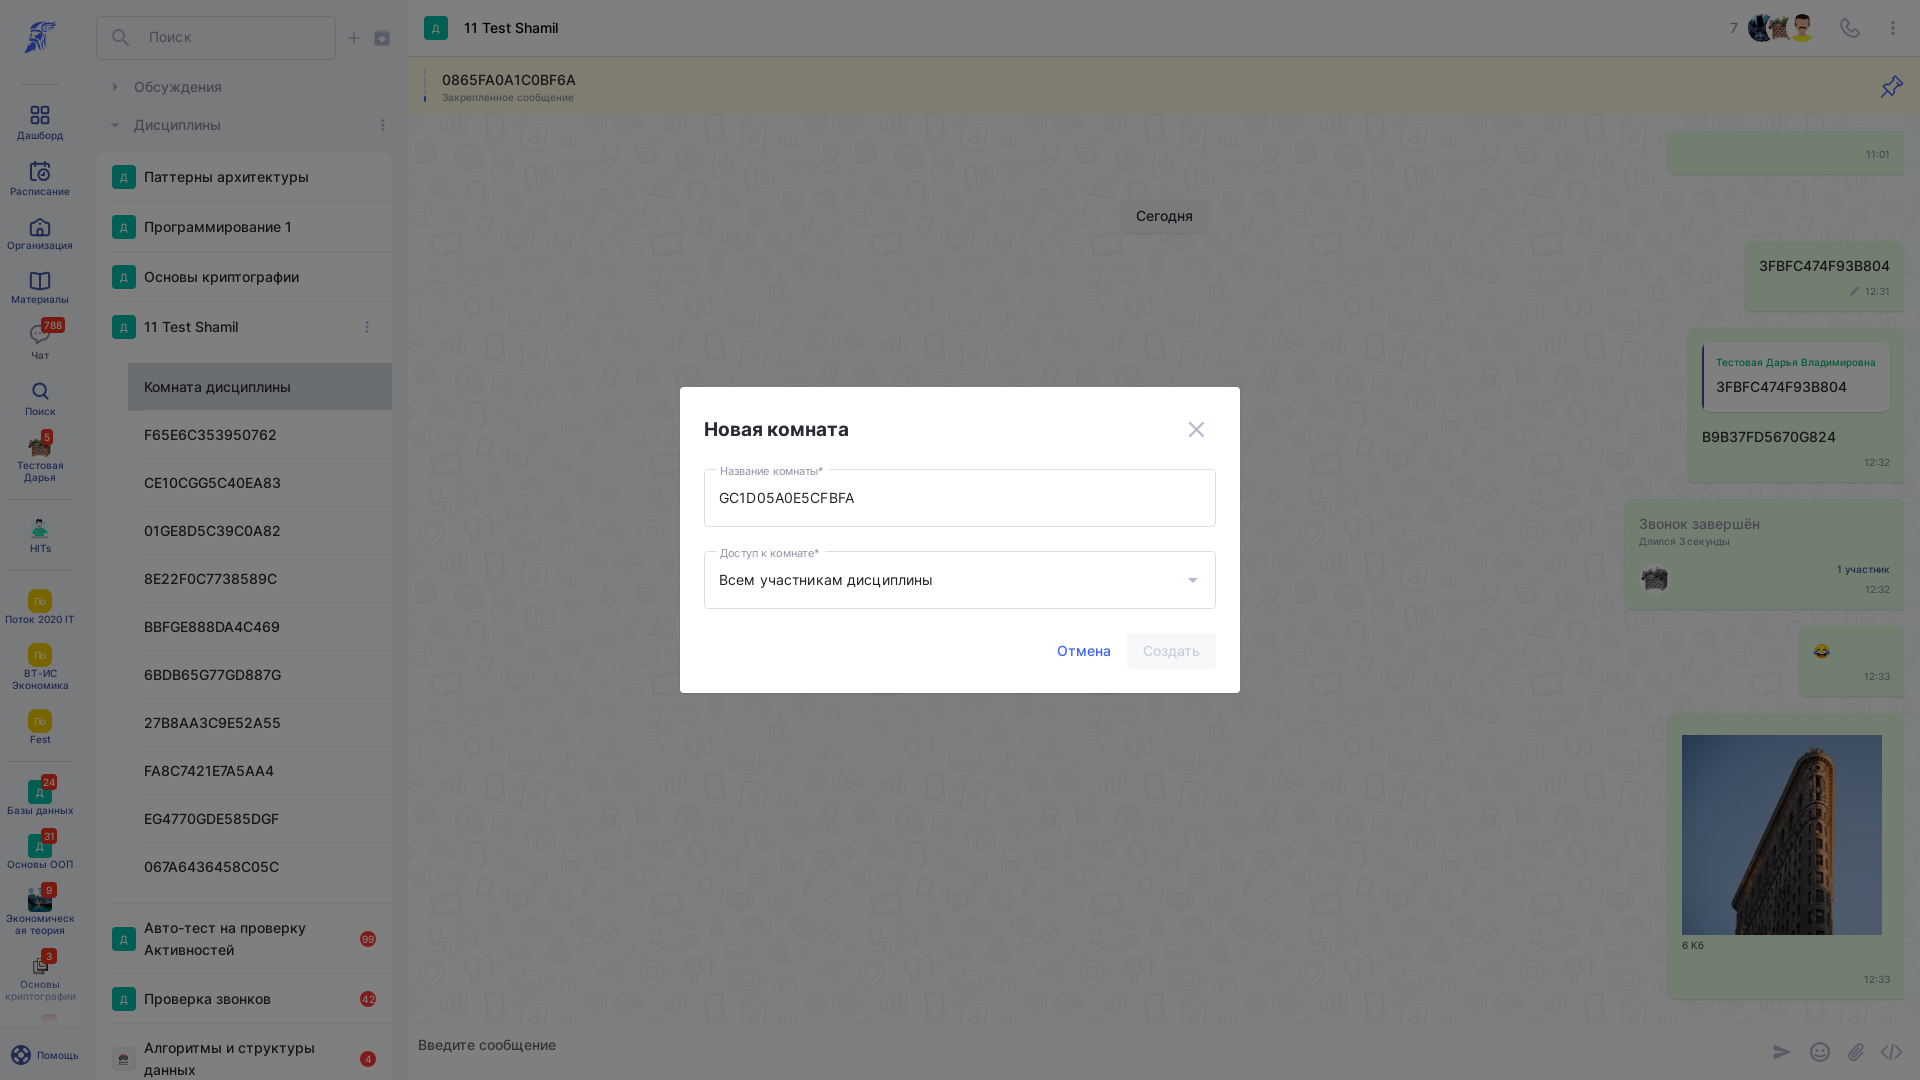 Дашборд
Расписание
Организация
Материалы
788
Чат
Поиск
5
Тестовая
Дарья
HITs
По
Поток 2020 IT
По
ВТ-ИС
Экономика
По
Fest
24
Д
Базы данных
31
Д
Основы ООП
9
Экономическ
ая теория
3
Основы
криптографии
Помощь
Поиск
Обсуждения
Дисциплины
Д Паттерны архитектуры
Д Программирование 1
Д Основы криптографии
Д 11 Test Shamil
Комната дисциплины
F65E6C353950762
CE10CGG5C40EA83
01GE8D5C39C0A82
8E22F0C7738589C
BBFGE888DA4C469
6BDB65G77GD887G
27B8AA3C9E52A55
FA8C7421E7A5AA4
EG4770GDE585DGF
067A6436458C05C
Д Авто-тест на проверку
Активностей 99
Д Проверка звонков 42
Алгоритмы и структуры
данных 4
Д 11 Test Shamil 7
0865FA0A1C0BF6A
Закрепленное сообщение
11:01
Сегодня
3FBFC474F93B804
12:31
Тестовая Дарья Владимировна
3FBFC474F93B804
B9B37FD5670G824
12:32
Звонок завершён
Длился 3 секунды
1 участник
12:32
12:33
6 Кб
12:33
Введите сообщение
Новая комната
Название комнаты*
GC1D05A0E5CFBFA
Доступ к комнате*
Всем участникам дисциплины
Отмена Создать